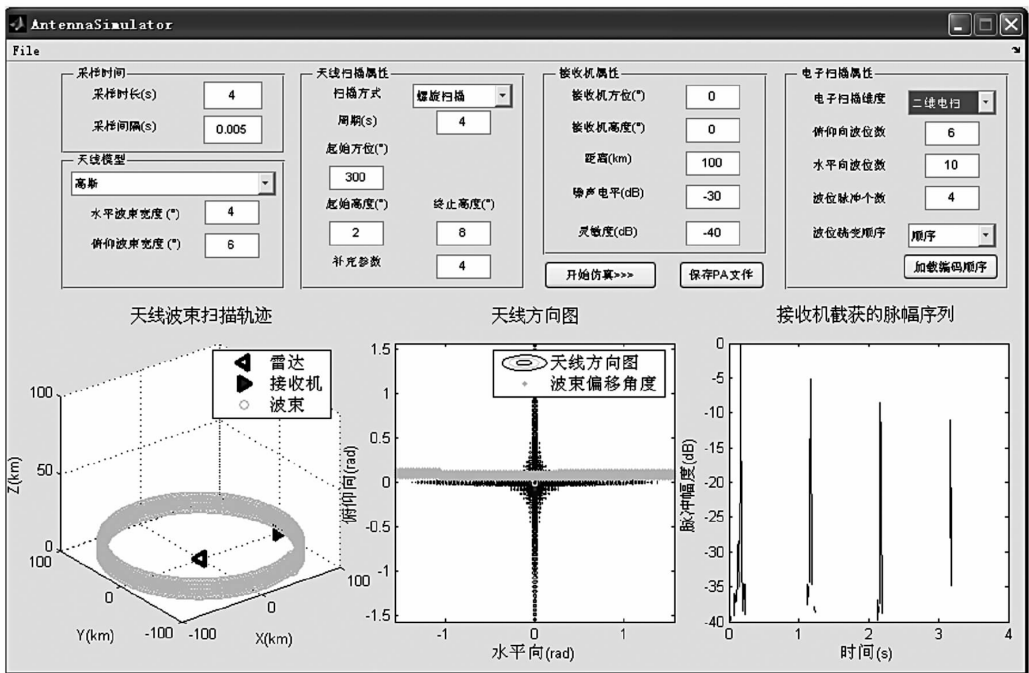 AntennaSimulator
File
采样时间
采样时长(s) 4
采样间隔(s) 0.005
天线模型
高斯
水平波束宽度(°) 4
俯仰波束宽度(°) 6
天线扫描属性
扫描方式 螺旋扫描
周期(s) 4
起始方位(°)
300
起始高度(°) 终止高度(°)
2 8
补充参数 4
接收机属性
接收机方位(°) 0
接收机高度(°) 0
距离(km) 100
噪声电平(dB) -30
灵敏度(dB) -40
开始仿真>>> 保存PA文件
电子扫描属性
电子扫描维度 二维电扫
俯仰向波位数 6
水平向波位数 10
波位脉冲个数 4
波位跳变顺序 顺序
加载编码顺序
天线波束扫描轨迹
雷达
接收机
波束
100
50
0
Z(km)
100
0
-100
Y(km)
-100
0
100
X(km)
天线方向图
天线方向图
波束偏移角度
1.5
1
0.5
0
-0.5
-1
-1.5
俯仰向(rad)
-1 0 1
水平向(rad)
接收机截获的脉幅序列
0
-5
-10
-15
-20
-25
-30
-35
-40
脉冲幅度(dB)
0 1 2 3 4
时间(s)